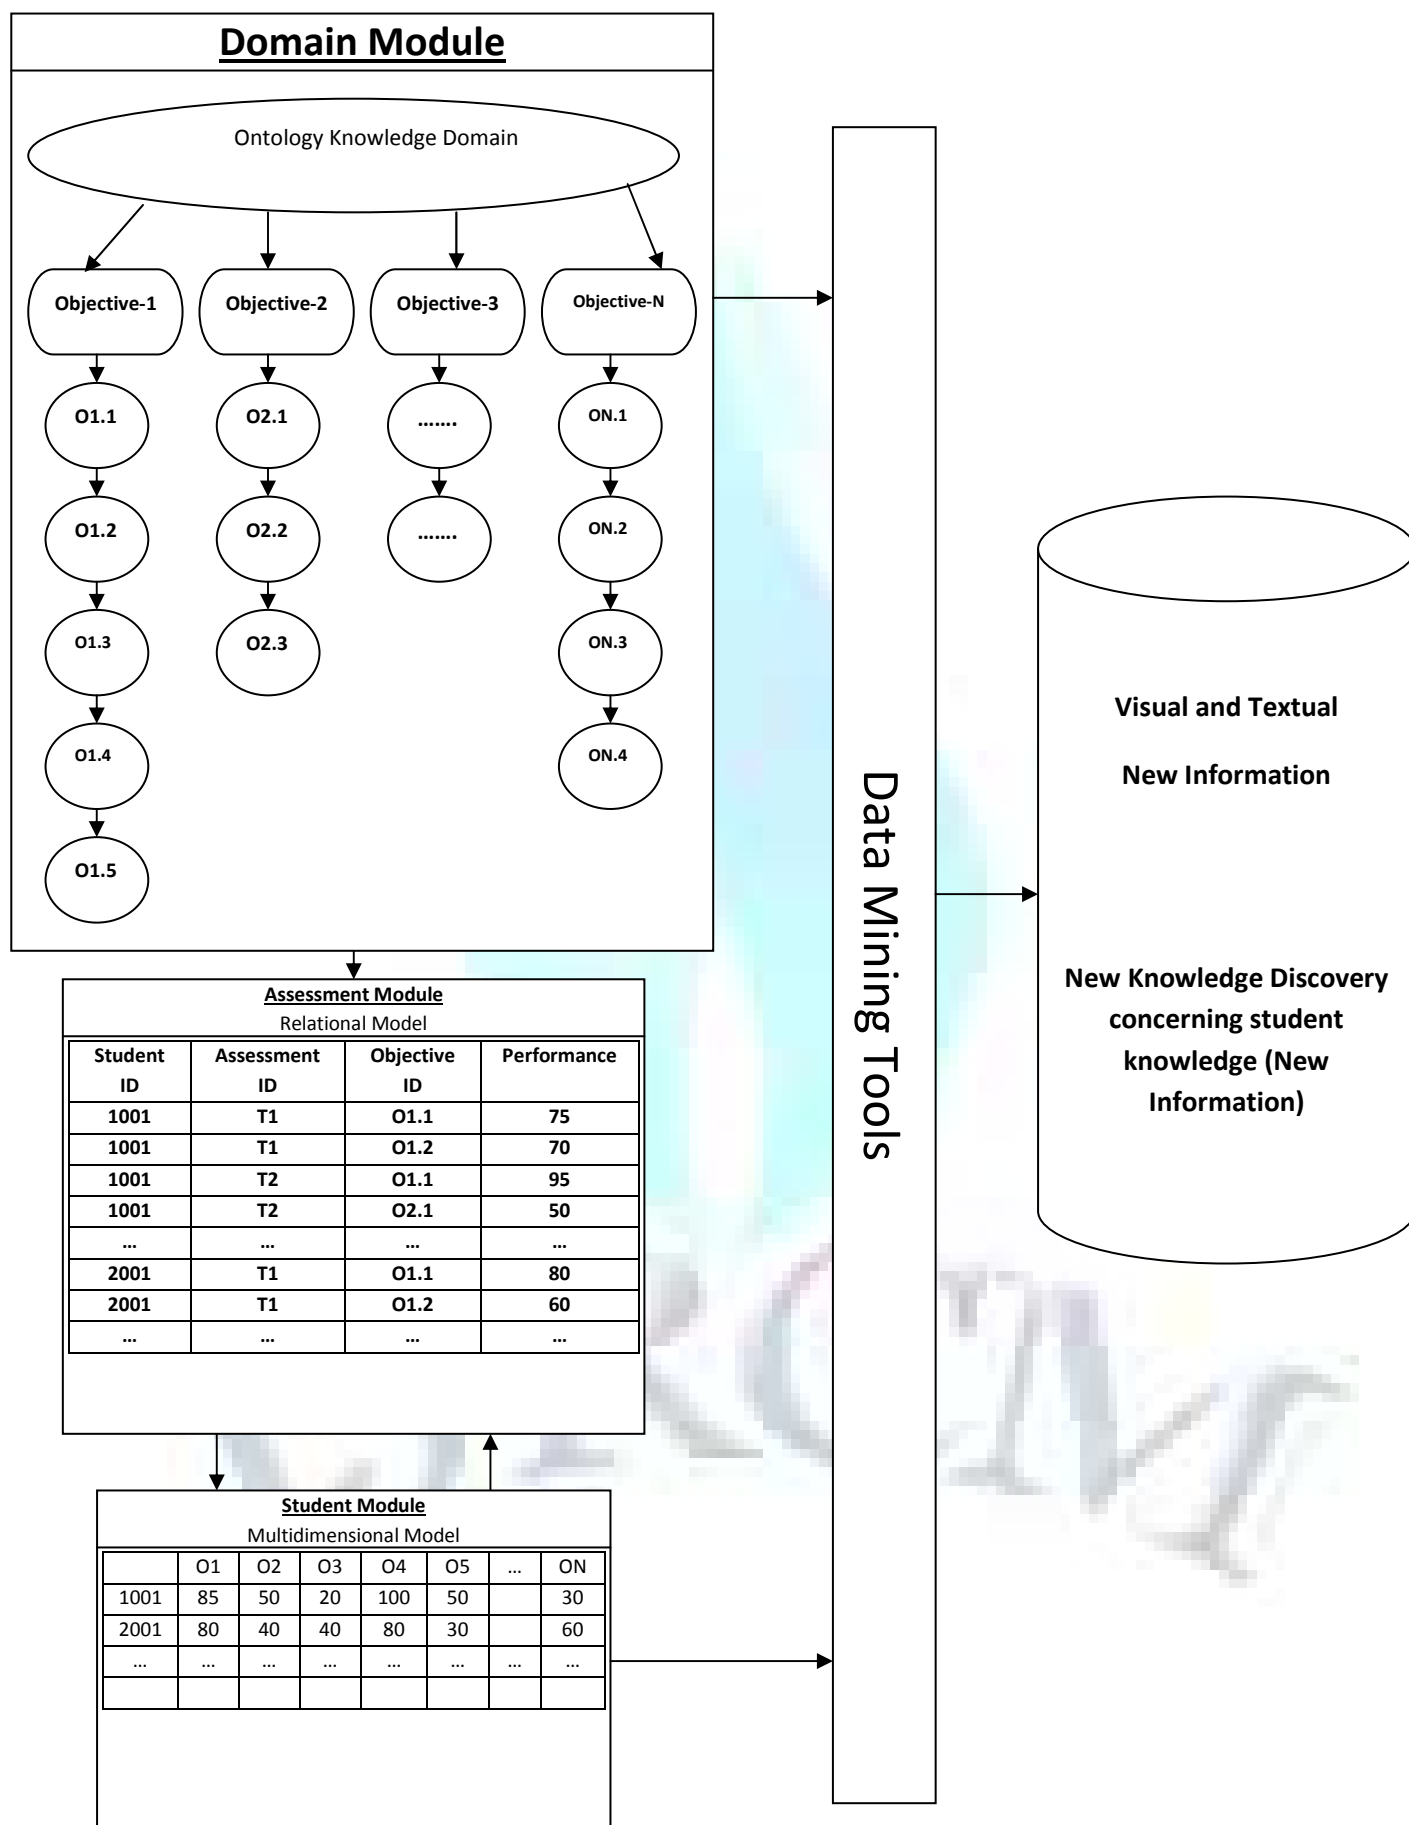 Domain Module
Ontology Knowledge Domain
Objective-1 Objective-2 Objective-3 Objective-N
O1.1 O2.1 ....... ON.1
O1.2 O2.2 ....... ON.2
O1.3 O2.3 ON.3
O1.4 ON.4
O1.5
Assessment Module
Relational Model
Student Assessment Objective Performance
ID ID ID
1001 T1 O1.1 75
1001 T1 O1.2 70
1001 T2 O1.1 95
1001 T2 O2.1 50
... ... ... ...
2001 T1 O1.1 80
2001 T1 O1.2 60
... ... ... ...
Student Module
Multidimensional Model
O1 O2 O3 O4 O5 ... ON
1001 85 50 20 100 50 30
2001 80 40 40 80 30 60
... ... ... ... ... ... ... ...
Data Mining Tools
Visual and Textual
New Information
New Knowledge Discovery
concerning student
knowledge (New
Information)